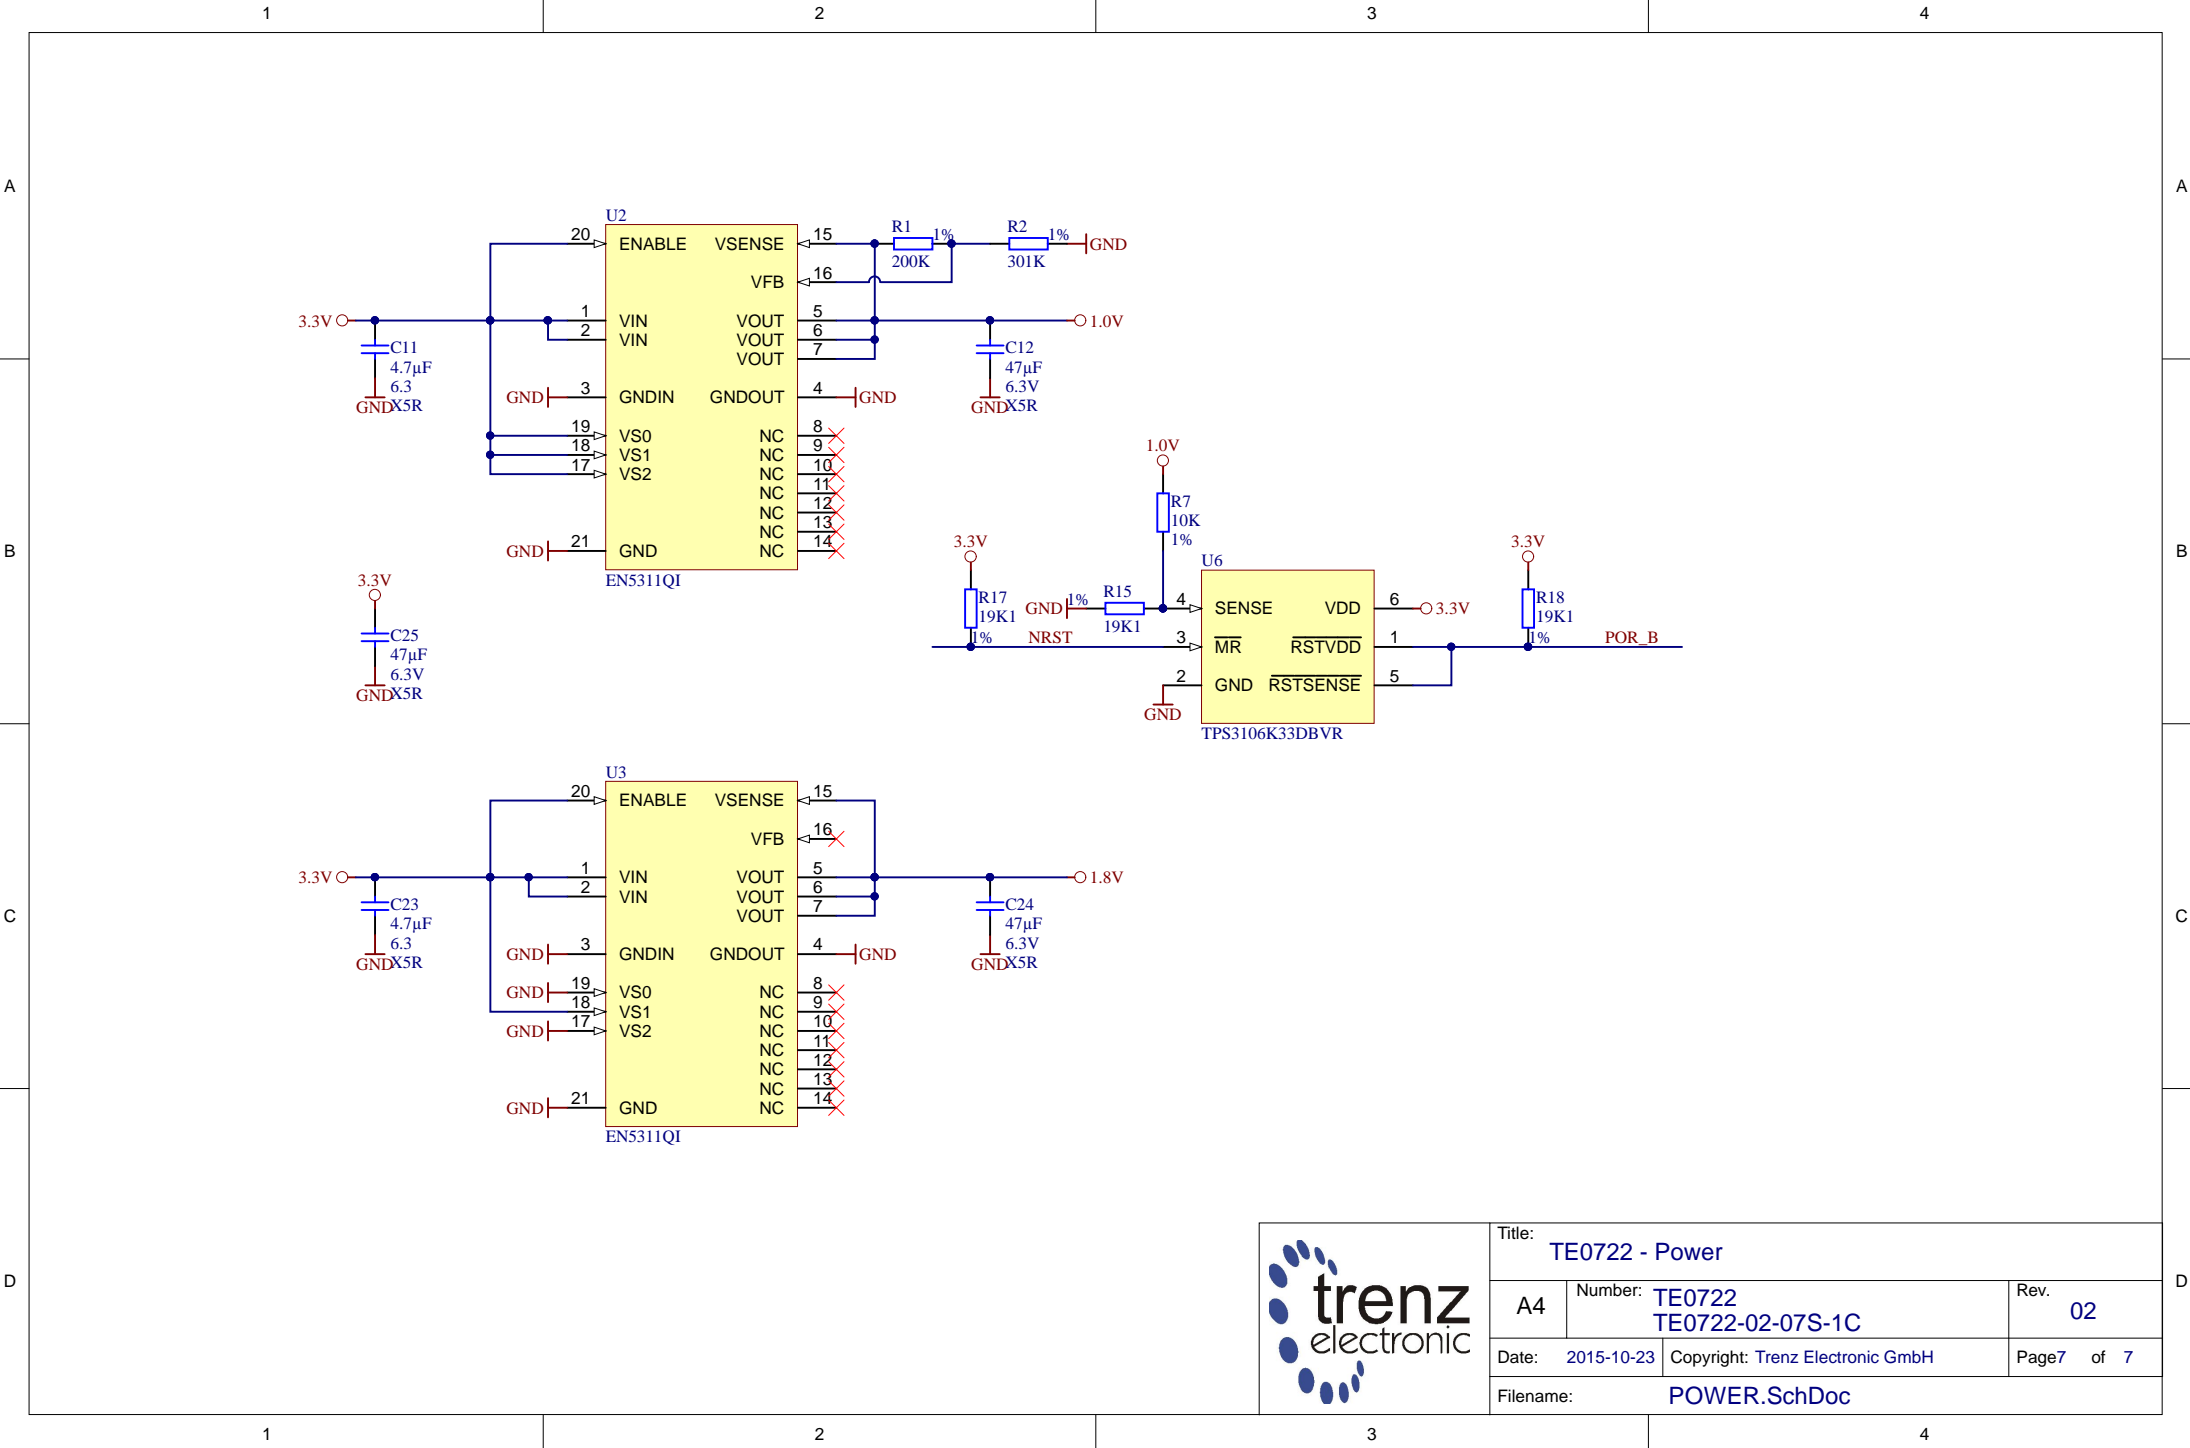 1 2 3 4
A A
U2
20 ENABLE VSENSE 15
R1 1% R2 1% GND
200K 301K
VFB 16
3.3V 1 VIN VOUT 5 1.0V
2 VIN VOUT 6
VOUT 7
C11
4.7µF
6.3
X5R
GND
C12
47µF
6.3V
X5R
GND
GND 3 GNDIN GNDOUT 4 GND
19 VS0 NC 8
18 VS1 NC 9
17 VS2 NC 10
NC 11
NC 12
NC 13
GND 21 GND NC 14
EN5311QI
B B
3.3V
C25
47µF
6.3V
X5R
GND
1.0V
R7
10K
1%
3.3V
R17
19K1
1%
NRST
GND 1% R15
19K1
U6
4 SENSE VDD 6 3.3V
3 MR RSTVDD 1
2 GND RSTSENSE 5
GND
TPS3106K33DBVR
3.3V
R18
19K1
1%
POR_B
U3
20 ENABLE VSENSE 15
VFB 16
3.3V 1 VIN VOUT 5 1.8V
2 VIN VOUT 6
VOUT 7
C C
C23
4.7µF
6.3
X5R
GND
C24
47µF
6.3V
X5R
GND
GND 3 GNDIN GNDOUT 4 GND
GND 19 VS0 NC 8
18 VS1 NC 9
GND 17 VS2 NC 10
NC 11
NC 12
NC 13
GND 21 GND NC 14
EN5311QI
D D
trenz
electronic
Title:
TE0722 - Power
A4
Number: TE0722
TE0722-02-07S-1C
Rev.
02
Date: 2015-10-23 Copyright: Trenz Electronic GmbH Page7 of 7
Filename: POWER.SchDoc
1 2 3 4